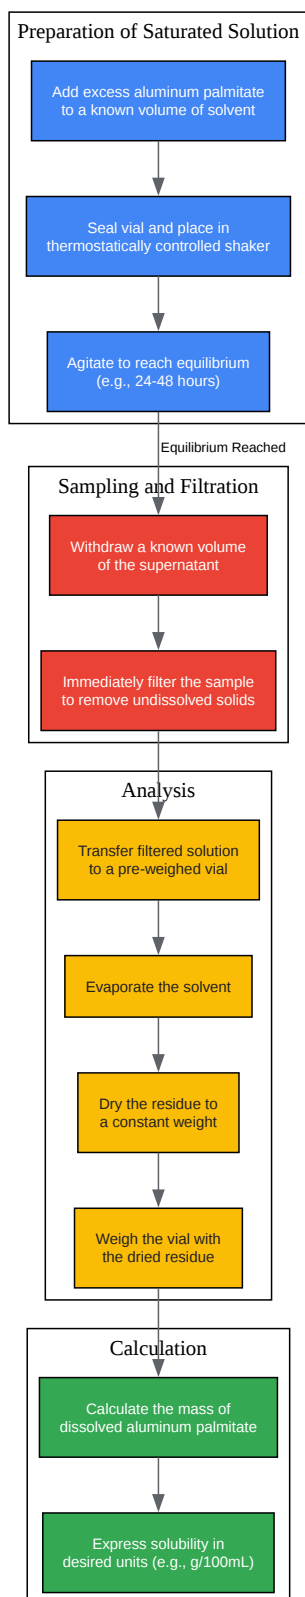 Preparation of Saturated Solution
Add excess aluminum palmitate
to a known volume of solvent
Seal vial and place in
thermostatically controlled shaker
Agitate to reach equilibrium
(e.g., 24-48 hours)
Equilibrium Reached
Sampling and Filtration
Withdraw a known volume
of the supernatant
Immediately filter the sample
to remove undissolved solids
Analysis
Transfer filtered solution
to a pre-weighed vial
Evaporate the solvent
Dry the residue to
a constant weight
Weigh the vial with
the dried residue
Calculation
Calculate the mass of
dissolved aluminum palmitate
Express solubility in
desired units (e.g., g/100mL)